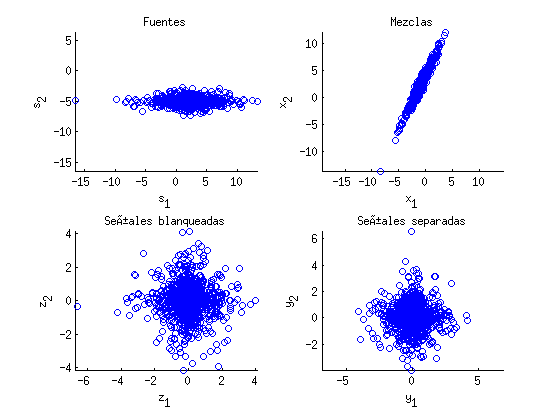 Fuentes
Mezclas
5
0
-5
-10
-15
s2
-15 -10 -5 0 5 10
s1
10
5
0
-5
-10
x2
-15 -10 -5 0 5 10
x1
SeÃ±ales blanqueadas
SeÃ±ales separadas
4
2
0
-2
-4
z2
-6 -4 -2 0 2 4
z1
6
4
2
0
-2
y2
-5 0 5
y1